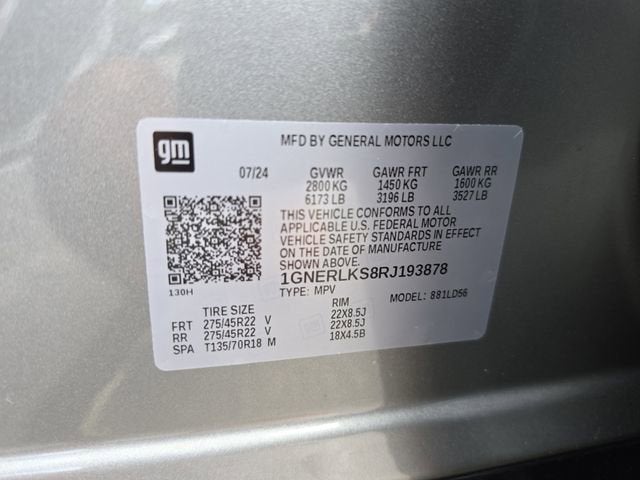 gm
MFD BY GENERAL MOTORS LLC
07/24 GVWR GAWR FRT GAWR RR
2800 KG 1450 KG 1600 KG
6173 LB 3196 LB 3527 LB
THIS VEHICLE CONFORMS TO ALL
APPLICABLE U.S. FEDERAL MOTOR
VEHICLE SAFETY STANDARDS IN EFFECT
ON THE DATE OF MANUFACTURE
SHOWN ABOVE.
1GNERLKS8RJ193878
130H
TYPE: MPV MODEL: 881LD56
TIRE SIZE RIM
FRT 275/45R22 V 22X8.5J
RR 275/45R22 V 22X8.5J
SPA T135/70R18 M 18X4.5B